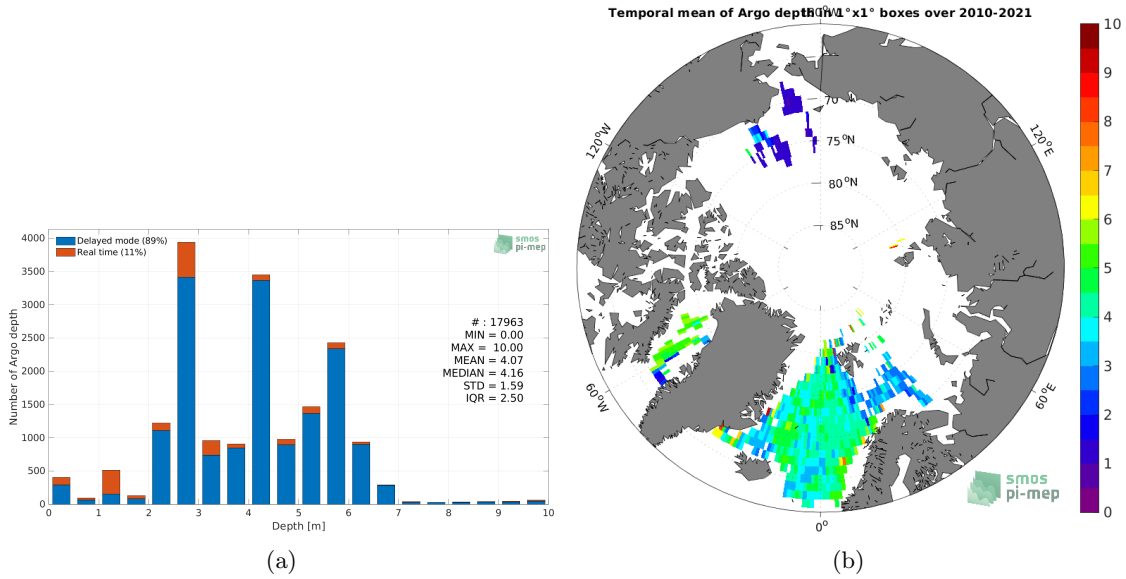 Temporal mean of Argo depth in 1°x1° boxes over 2010-2021
10
9
8
7
6
5
4
3
2
1
0
120°W
120°E
70
75°N
80°N
85°N
60°W
60°E
0°
smos
pi-mep
Delayed mode (89%)
Real time (11%)
smos
pi-mep
Number of Argo depth
4000
3500
3000
2500
2000
1500
1000
500
0
# : 17963
MIN = 0.00
MAX = 10.00
MEAN = 4.07
MEDIAN = 4.16
STD = 1.59
IQR = 2.50
0 1 2 3 4 5 6 7 8 9 10
Depth [m]
(a)
(b)